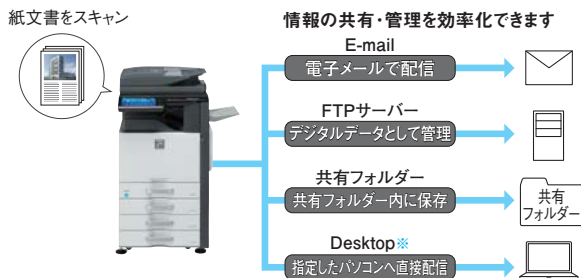 紙文書をスキャン
情報の共有・管理を効率化できます
E-mail
電子メールで配信
FTPサーバー
デジタルデータとして管理
共有フォルダー
共有フォルダー内に保存
共有
フォルダー
Desktop※
指定したパソコンへ直接配信